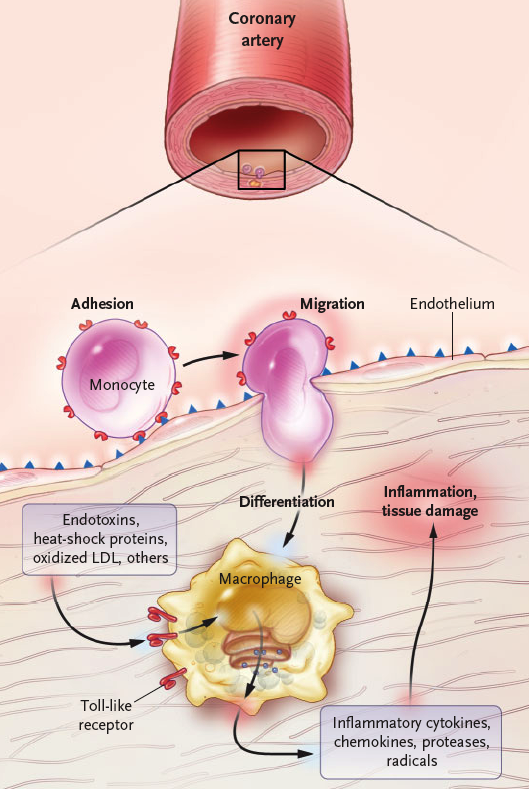 Coronary
artery
Adhesion
Migration
Endothelium
Monocyte
Differentiation
Inflammation,
tissue damage
Endotoxins,
heat-shock proteins,
oxidized LDL, others
Macrophage
Toll-like
receptor
Inflammatory cytokines,
chemokines, proteases,
radicals